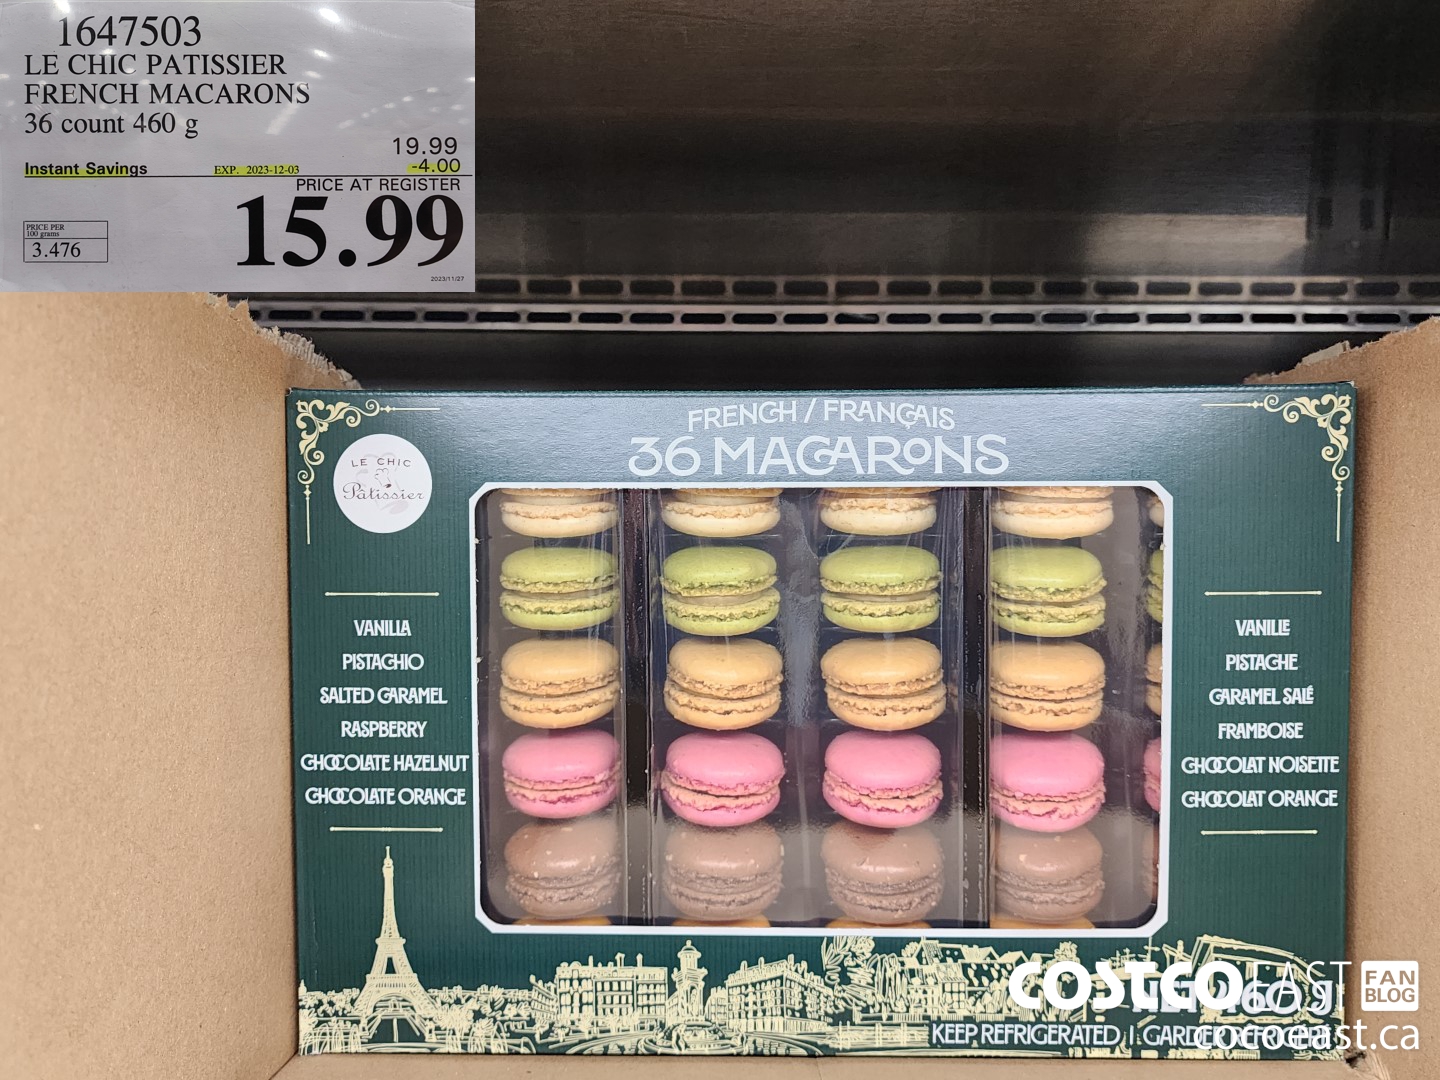 1647503
LE CHIC PATISSIER
FRENCH MACARONS
36 count 460 g
19.99
Instant Savings EXP. 2023-12-03 -4.00
PRICE AT REGISTER
15.99
PRICE PER
100 grams
3.476
2023/11/27
FRENCH / FRANÇAIS
36 MACARONS
LE CHIC
Pâtissier
VANILLA
PISTACHIO
SALTED CARAMEL
RASPBERRY
CHOCOLATE HAZELNUT
CHOCOLATE ORANGE
VANILLE
PISTACHE
CARAMEL SALÉ
FRAMBOISE
CHOCOLAT NOISETTE
CHOCOLAT ORANGE
COSTCO EAST FAN
BLOG
KEEP REFRIGERATED |
cocoeast.ca